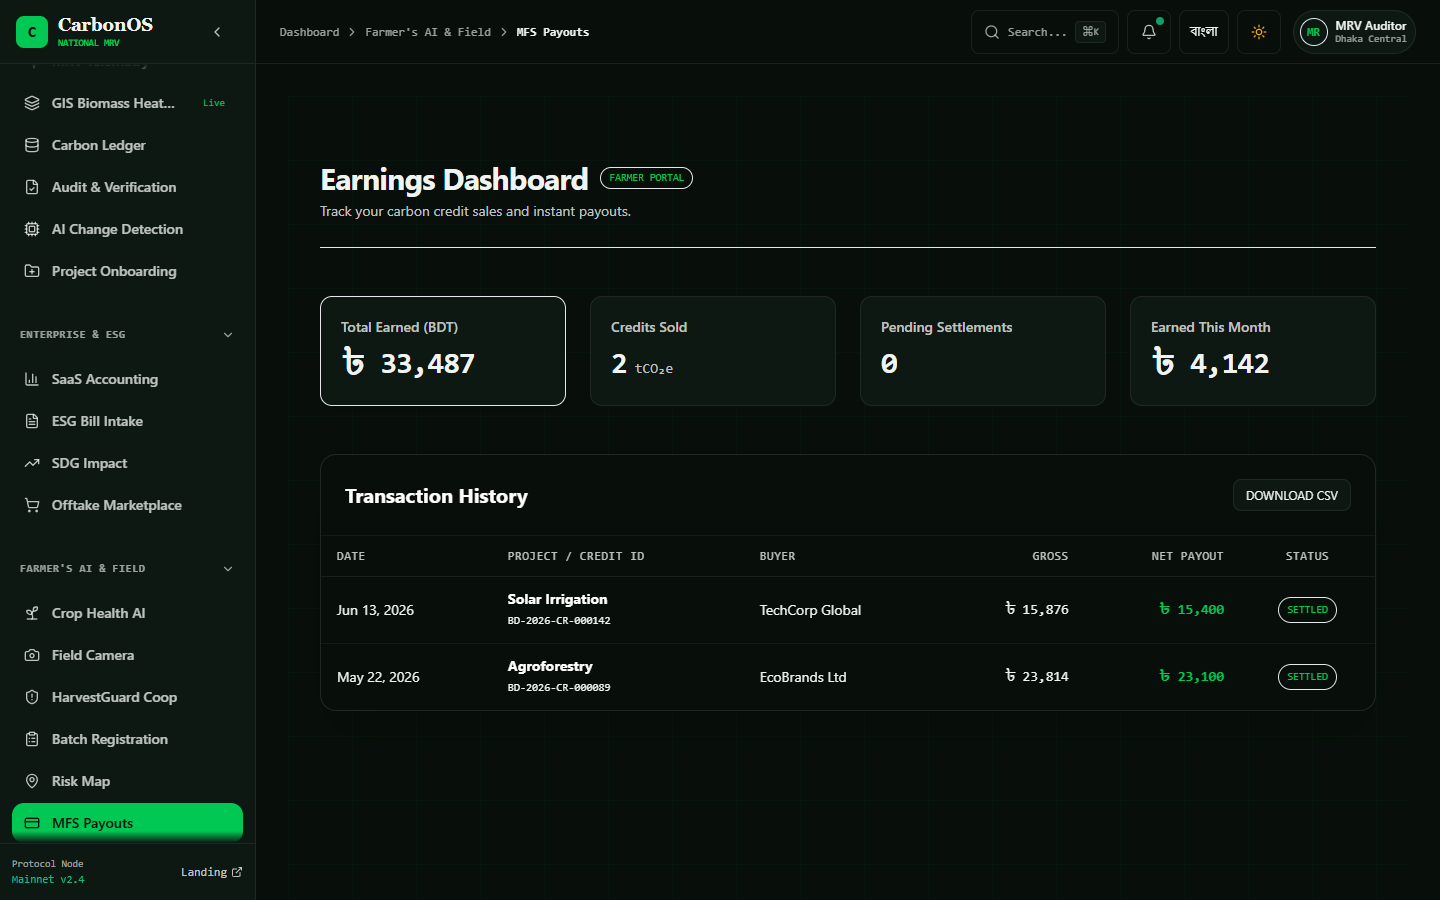 C
CarbonOS
NATIONAL MRV
GIS Biomass Heat... Live
Carbon Ledger
Audit & Verification
AI Change Detection
Project Onboarding
ENTERPRISE & ESG
SaaS Accounting
ESG Bill Intake
SDG Impact
Offtake Marketplace
FARMER'S AI & FIELD
Crop Health AI
Field Camera
HarvestGuard Coop
Batch Registration
Risk Map
MFS Payouts
Protocol Node
Mainnet v2.4
Landing
Dashboard > Farmer's AI & Field > MFS Payouts
Search... ⌘K
বাংলা
MR
MRV Auditor
Dhaka Central
Earnings Dashboard
FARMER PORTAL
Track your carbon credit sales and instant payouts.
Total Earned (BDT)
৳ 33,487
Credits Sold
2 tCO₂e
Pending Settlements
0
Earned This Month
৳ 4,142
Transaction History
DOWNLOAD CSV
DATE PROJECT / CREDIT ID BUYER GROSS NET PAYOUT STATUS
Jun 13, 2026 Solar Irrigation TechCorp Global ৳ 15,876 ৳ 15,400 SETTLED
BD-2026-CR-000142
May 22, 2026 Agroforestry EcoBrands Ltd ৳ 23,814 ৳ 23,100 SETTLED
BD-2026-CR-000089